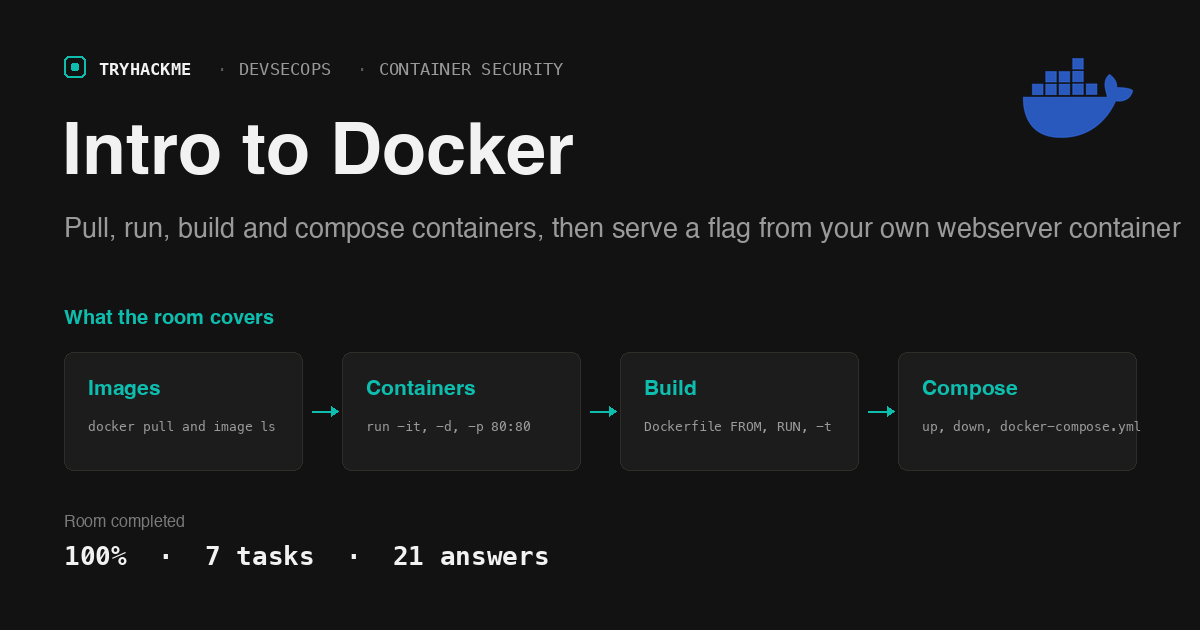 TRYHACKME · DEVSECOPS · CONTAINER SECURITY
Intro to Docker
Pull, run, build and compose containers, then serve a flag from your own webserver container
What the room covers
Images
docker pull and image ls
Containers
run -it, -d, -p 80:80
Build
Dockerfile FROM, RUN, -t
Compose
up, down, docker-compose.yml
Room completed
100% · 7 tasks · 21 answers